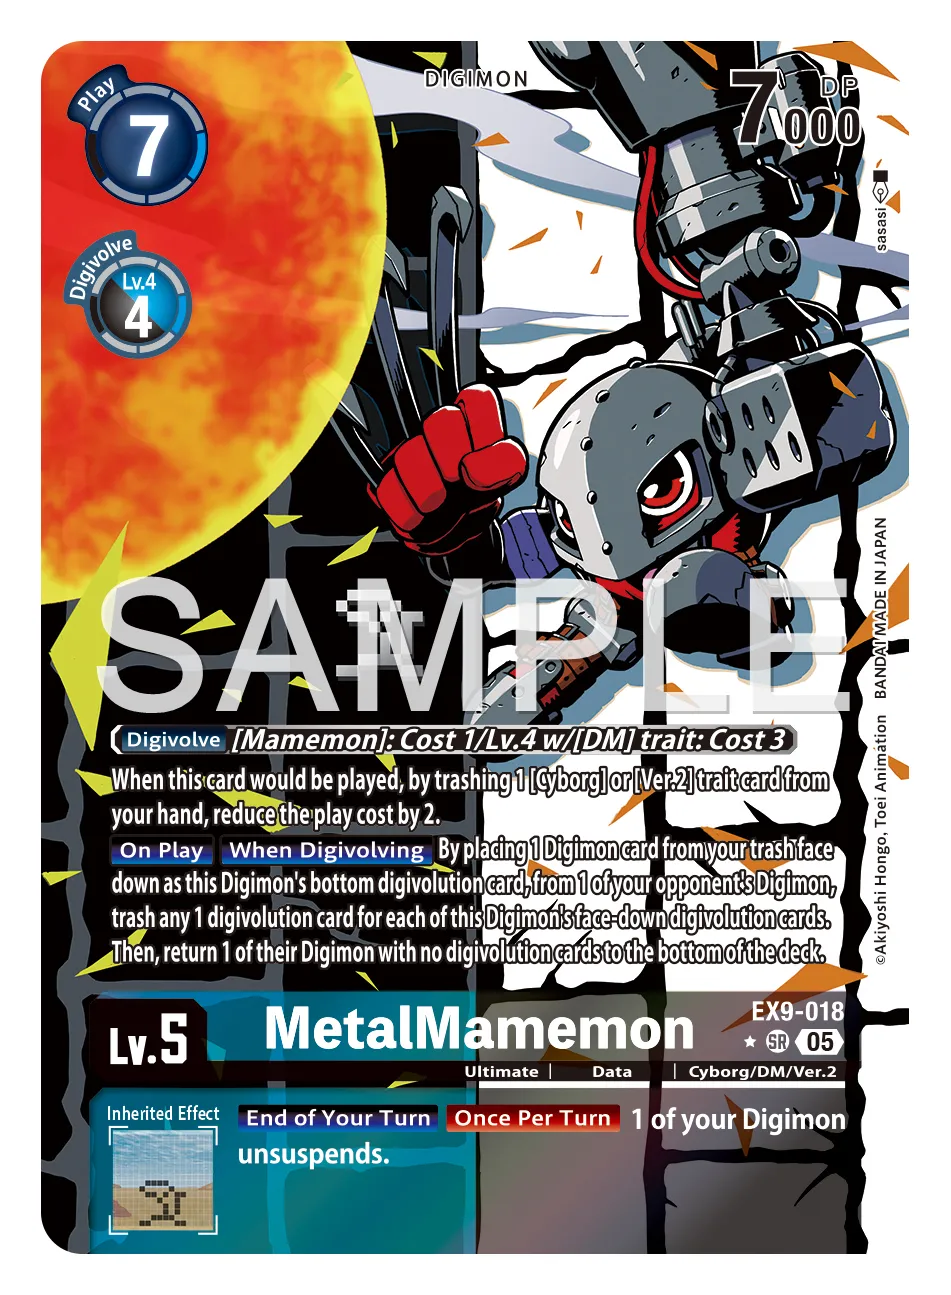 DIGIMON
Play
7
7000
DP
Digivolve
Lv.4
4
sasasi
SAMPLE
Digivolve [Mamemon]: Cost 1/Lv.4 w/[DM] trait: Cost 3
When this card would be played, by trashing 1 [Cyborg] or [Ver.2] trait card from
your hand, reduce the play cost by 2.
On Play When Digivolving By placing 1 Digimon card from your trash face
down as this Digimon's bottom digivolution card, from 1 of your opponent's Digimon,
trash any 1 digivolution card for each of this Digimon's face-down digivolution cards.
Then, return 1 of their Digimon with no digivolution cards to the bottom of the deck.
©Akiyoshi Hongo, Toei Animation BANDAI MADE IN JAPAN
Lv.5
MetalMamemon
EX9-018
SR 05
Ultimate | Data | Cyborg/DM/Ver.2
Inherited Effect
End of Your Turn Once Per Turn 1 of your Digimon
unsuspends.